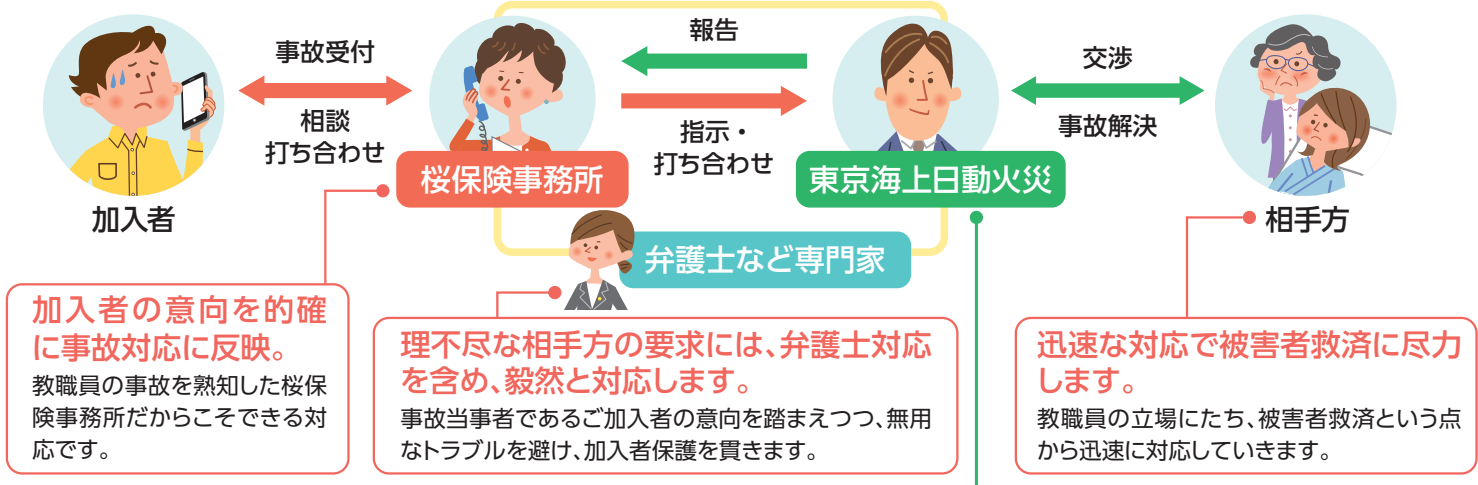 事故受付
相談
打ち合わせ
報告
指示・
打ち合わせ
交渉
事故解決
加入者
桜保険事務所
東京海上日動火災
相手方
弁護士など専門家
加入者の意向を的確
に事故対応に反映。
教職員の事故を熟知した桜保
険事務所だからこそできる対
応です。
理不尽な相手方の要求には、弁護士対応
を含め、毅然と対応します。
事故当事者であるご加入者の意向を踏まえつつ、無用
なトラブルを避け、加入者保護を貫きます。
迅速な対応で被害者救済に尽力
します。
教職員の立場にたち、被害者救済という点
から迅速に対応していきます。